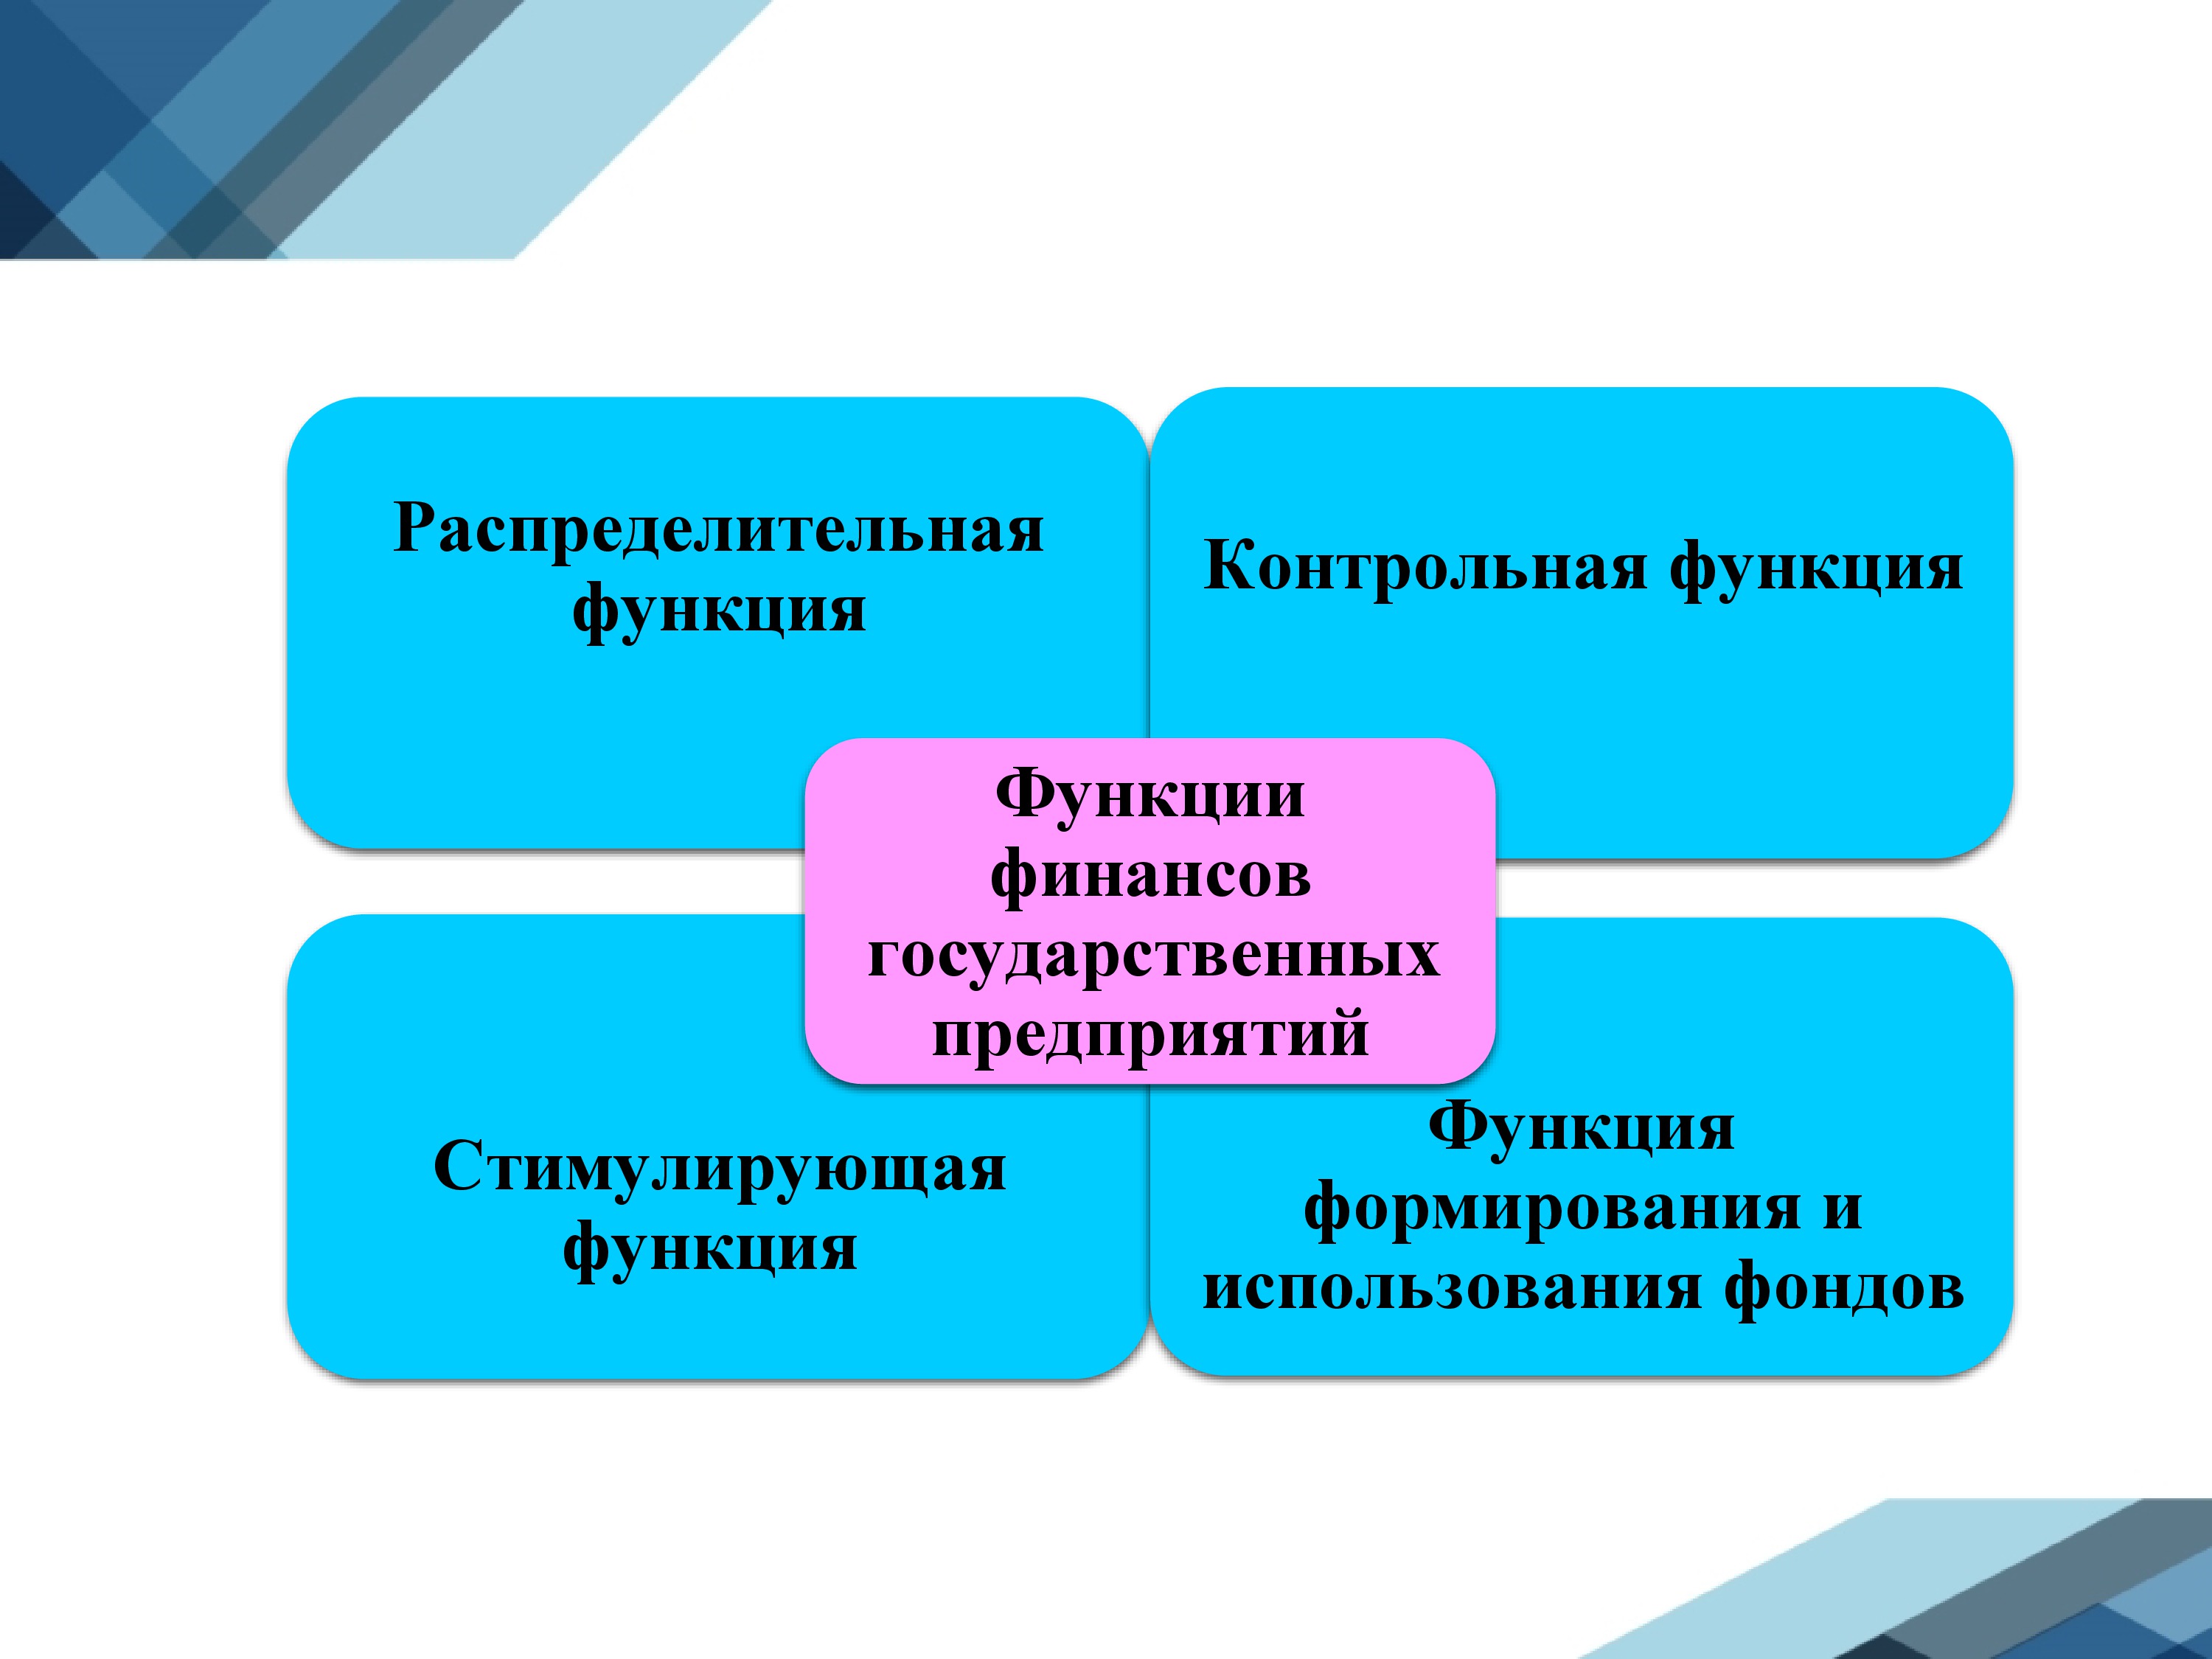 Распределительная
функция
Контрольная функция
Функции
финансов
государственных
предприятий
Стимулирующая
функция
Функция
формирования и
использования фондов